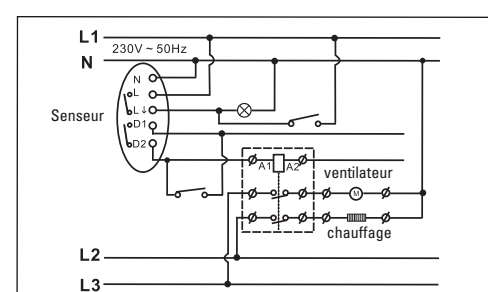 L1
230V ~ 50Hz
N
N
L
Senseur
L↓
D1
D2
A1 A2
ventilateur
M
chauffage
L2
L3